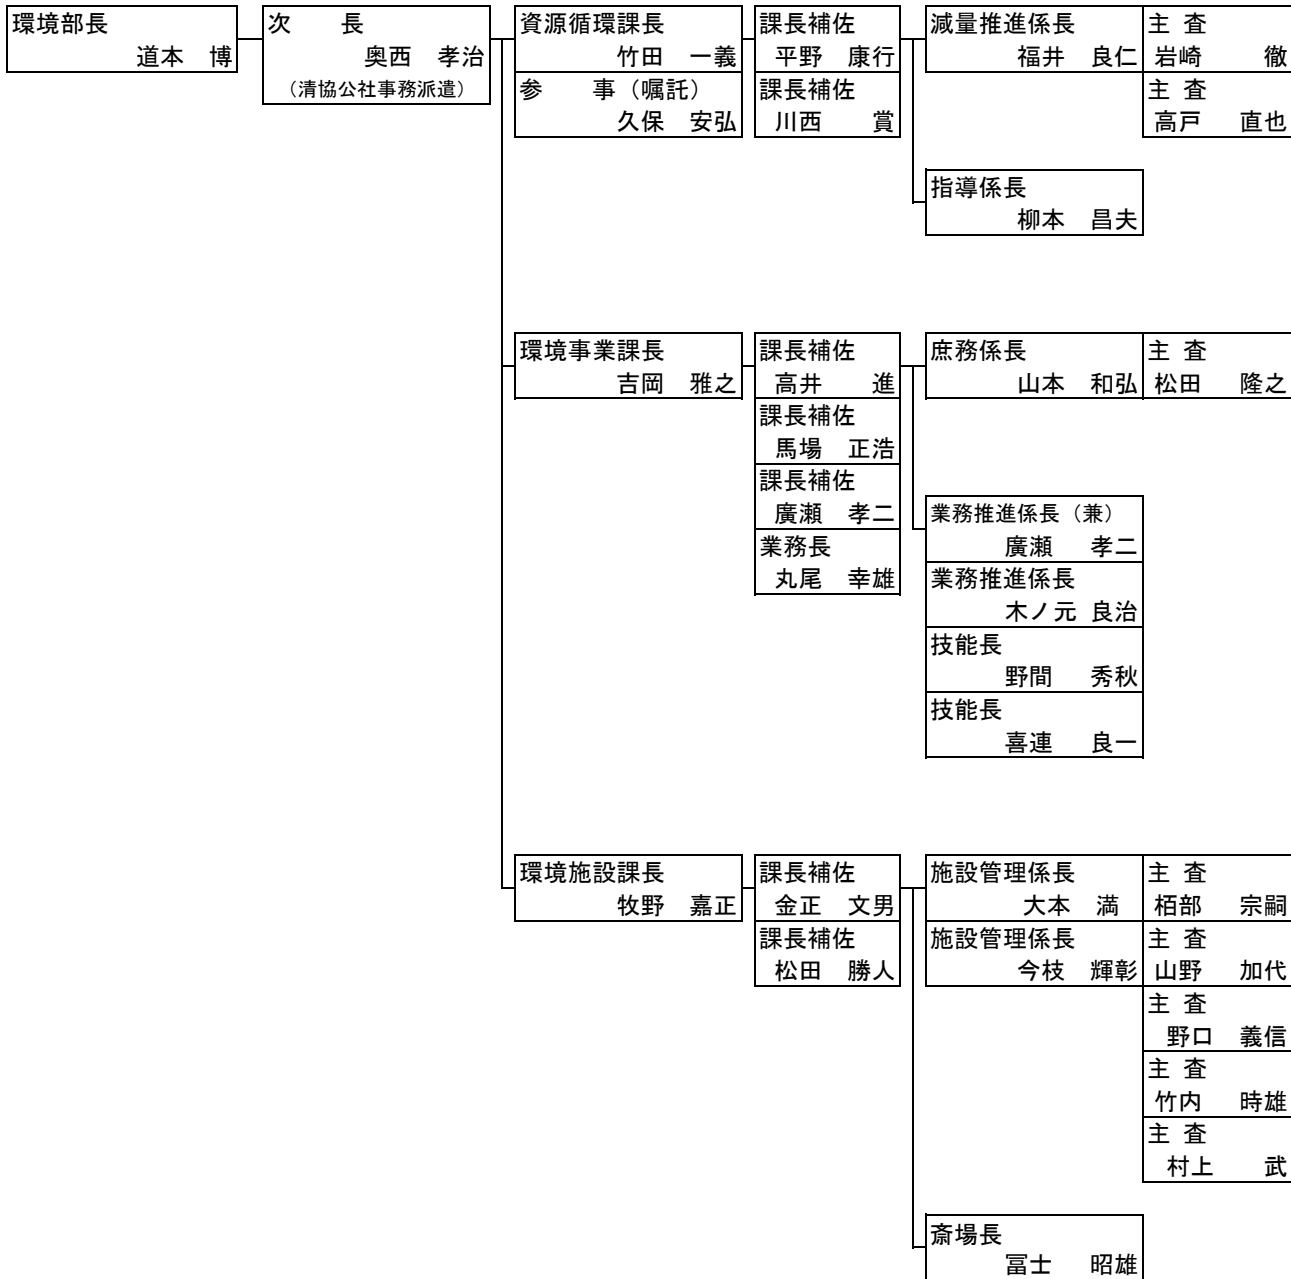 環境部長
道本　博
次　　長
奥西　孝治
（清協公社事務派遣）
資源循環課長
竹田　一義
参　　事（嘱託）
久保　安弘
課長補佐
平野　康行
課長補佐
川西　　賞
減量推進係長
福井　良仁
主 査
岩崎　　徹
主 査
高戸　直也
指導係長
柳本　昌夫
環境事業課長
吉岡　雅之
課長補佐
高井　　進
課長補佐
馬場　正浩
課長補佐
廣瀬　孝二
業務長
丸尾　幸雄
庶務係長
山本　和弘
主 査
松田　隆之
業務推進係長（兼）
廣瀬　孝二
業務推進係長
木ノ元 良治
技能長
野間　秀秋
技能長
喜連　良一
環境施設課長
牧野　嘉正
課長補佐
金正　文男
課長補佐
松田　勝人
施設管理係長
大本　満
主 査
栢部　宗嗣
施設管理係長
今枝　輝彰
主 査
山野　加代
主 査
野口　義信
主 査
竹内　時雄
主 査
村上　　武
斎場長
冨士　昭雄